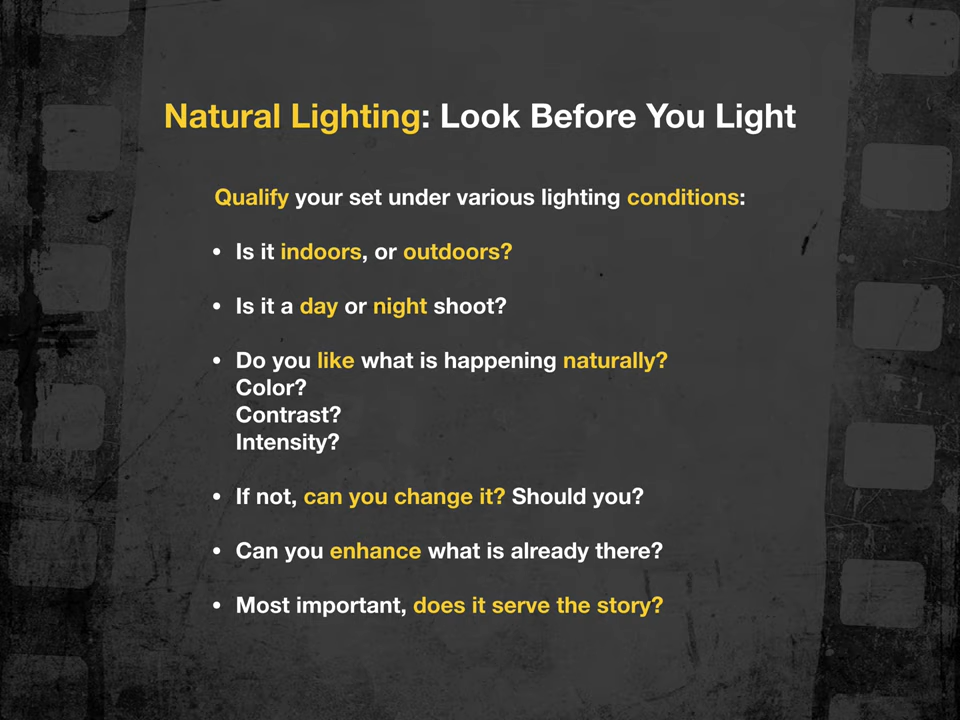 Natural Lighting: Look Before You Light
Qualify your set under various lighting conditions:
• Is it indoors, or outdoors?
• Is it a day or night shoot?
• Do you like what is happening naturally?
Color?
Contrast?
Intensity?
• If not, can you change it? Should you?
• Can you enhance what is already there?
• Most important, does it serve the story?